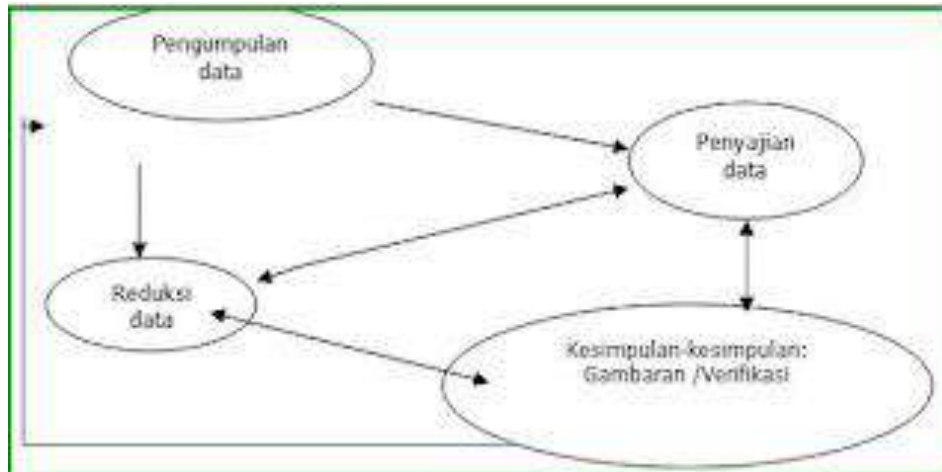 Pengumpulan
data
Penyajian
data
Reduksi
data
Kesimpulan-kesimpulan:
Gambaran /Verifikasi